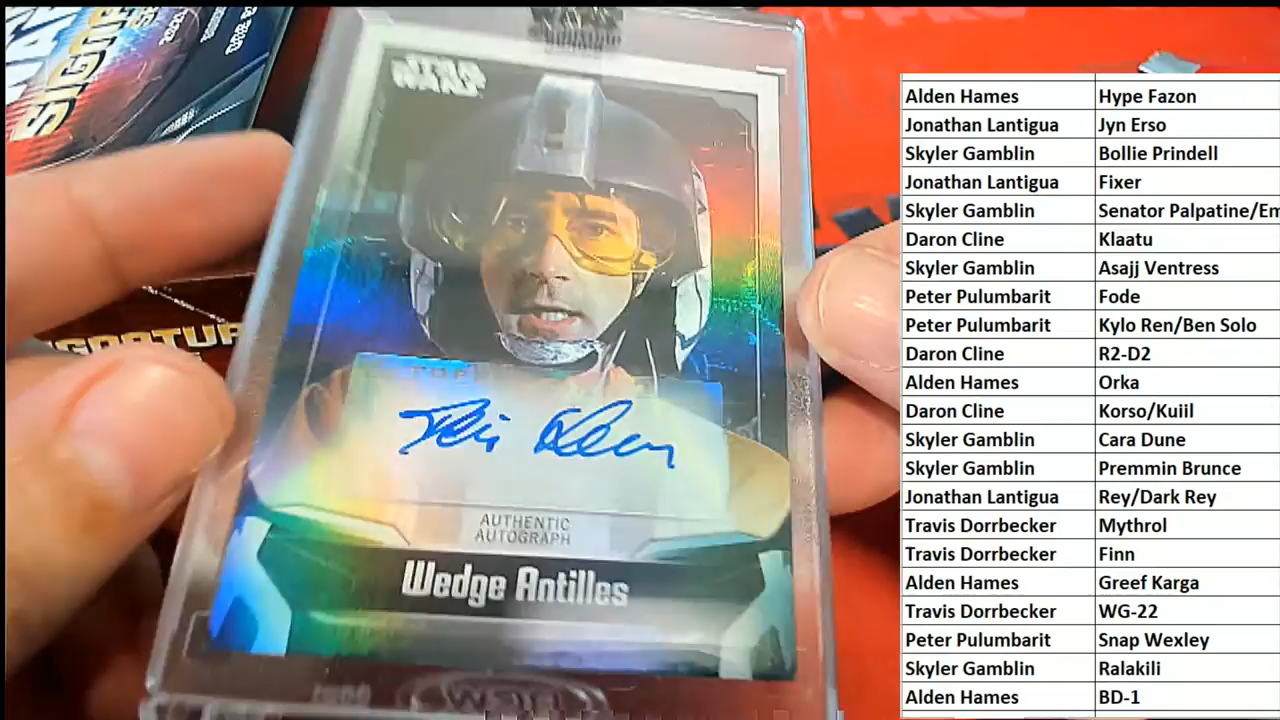 STAR
WARS
AUTHENTIC
AUTOGRAPH
Wedge Antilles
Alden Hames Hype Fazon
Jonathan Lantigua Jyn Erso
Skyler Gamblin Bollie Prindell
Jonathan Lantigua Fixer
Skyler Gamblin Senator Palpatine/Em
Daron Cline Klaatu
Skyler Gamblin Asajj Ventress
Peter Pulumbarit Fode
Peter Pulumbarit Kylo Ren/Ben Solo
Daron Cline R2-D2
Alden Hames Orka
Daron Cline Korso/Kuiil
Skyler Gamblin Cara Dune
Skyler Gamblin Premmin Brunce
Jonathan Lantigua Rey/Dark Rey
Travis Dorrbecker Mythrol
Travis Dorrbecker Finn
Alden Hames Greef Karga
Travis Dorrbecker WG-22
Peter Pulumbarit Snap Wexley
Skyler Gamblin Ralakili
Alden Hames BD-1